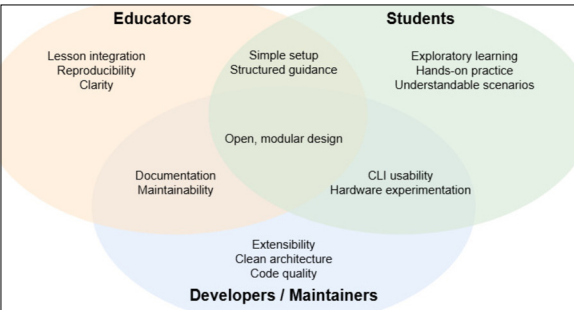 Educators
Students
Lesson integration
Reproducibility
Clarity
Simple setup
Structured guidance
Exploratory learning
Hands-on practice
Understandable scenarios
Open, modular design
Documentation
Maintainability
CLI usability
Hardware experimentation
Extensibility
Clean architecture
Code quality
Developers / Maintainers